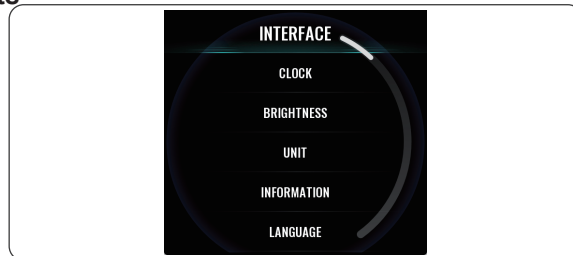 INTERFACE
CLOCK
BRIGHTNESS
UNIT
INFORMATION
LANGUAGE